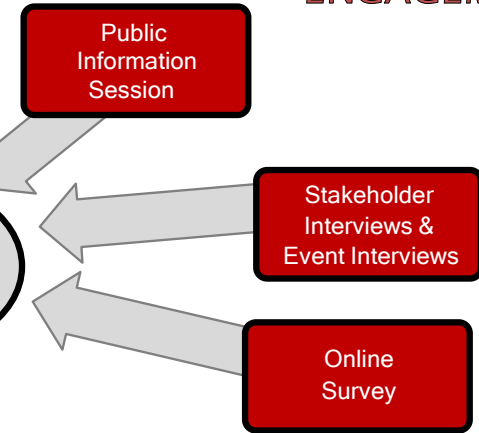 Public
Information
Session
Stakeholder
Interviews &
Event Interviews
Online
Survey